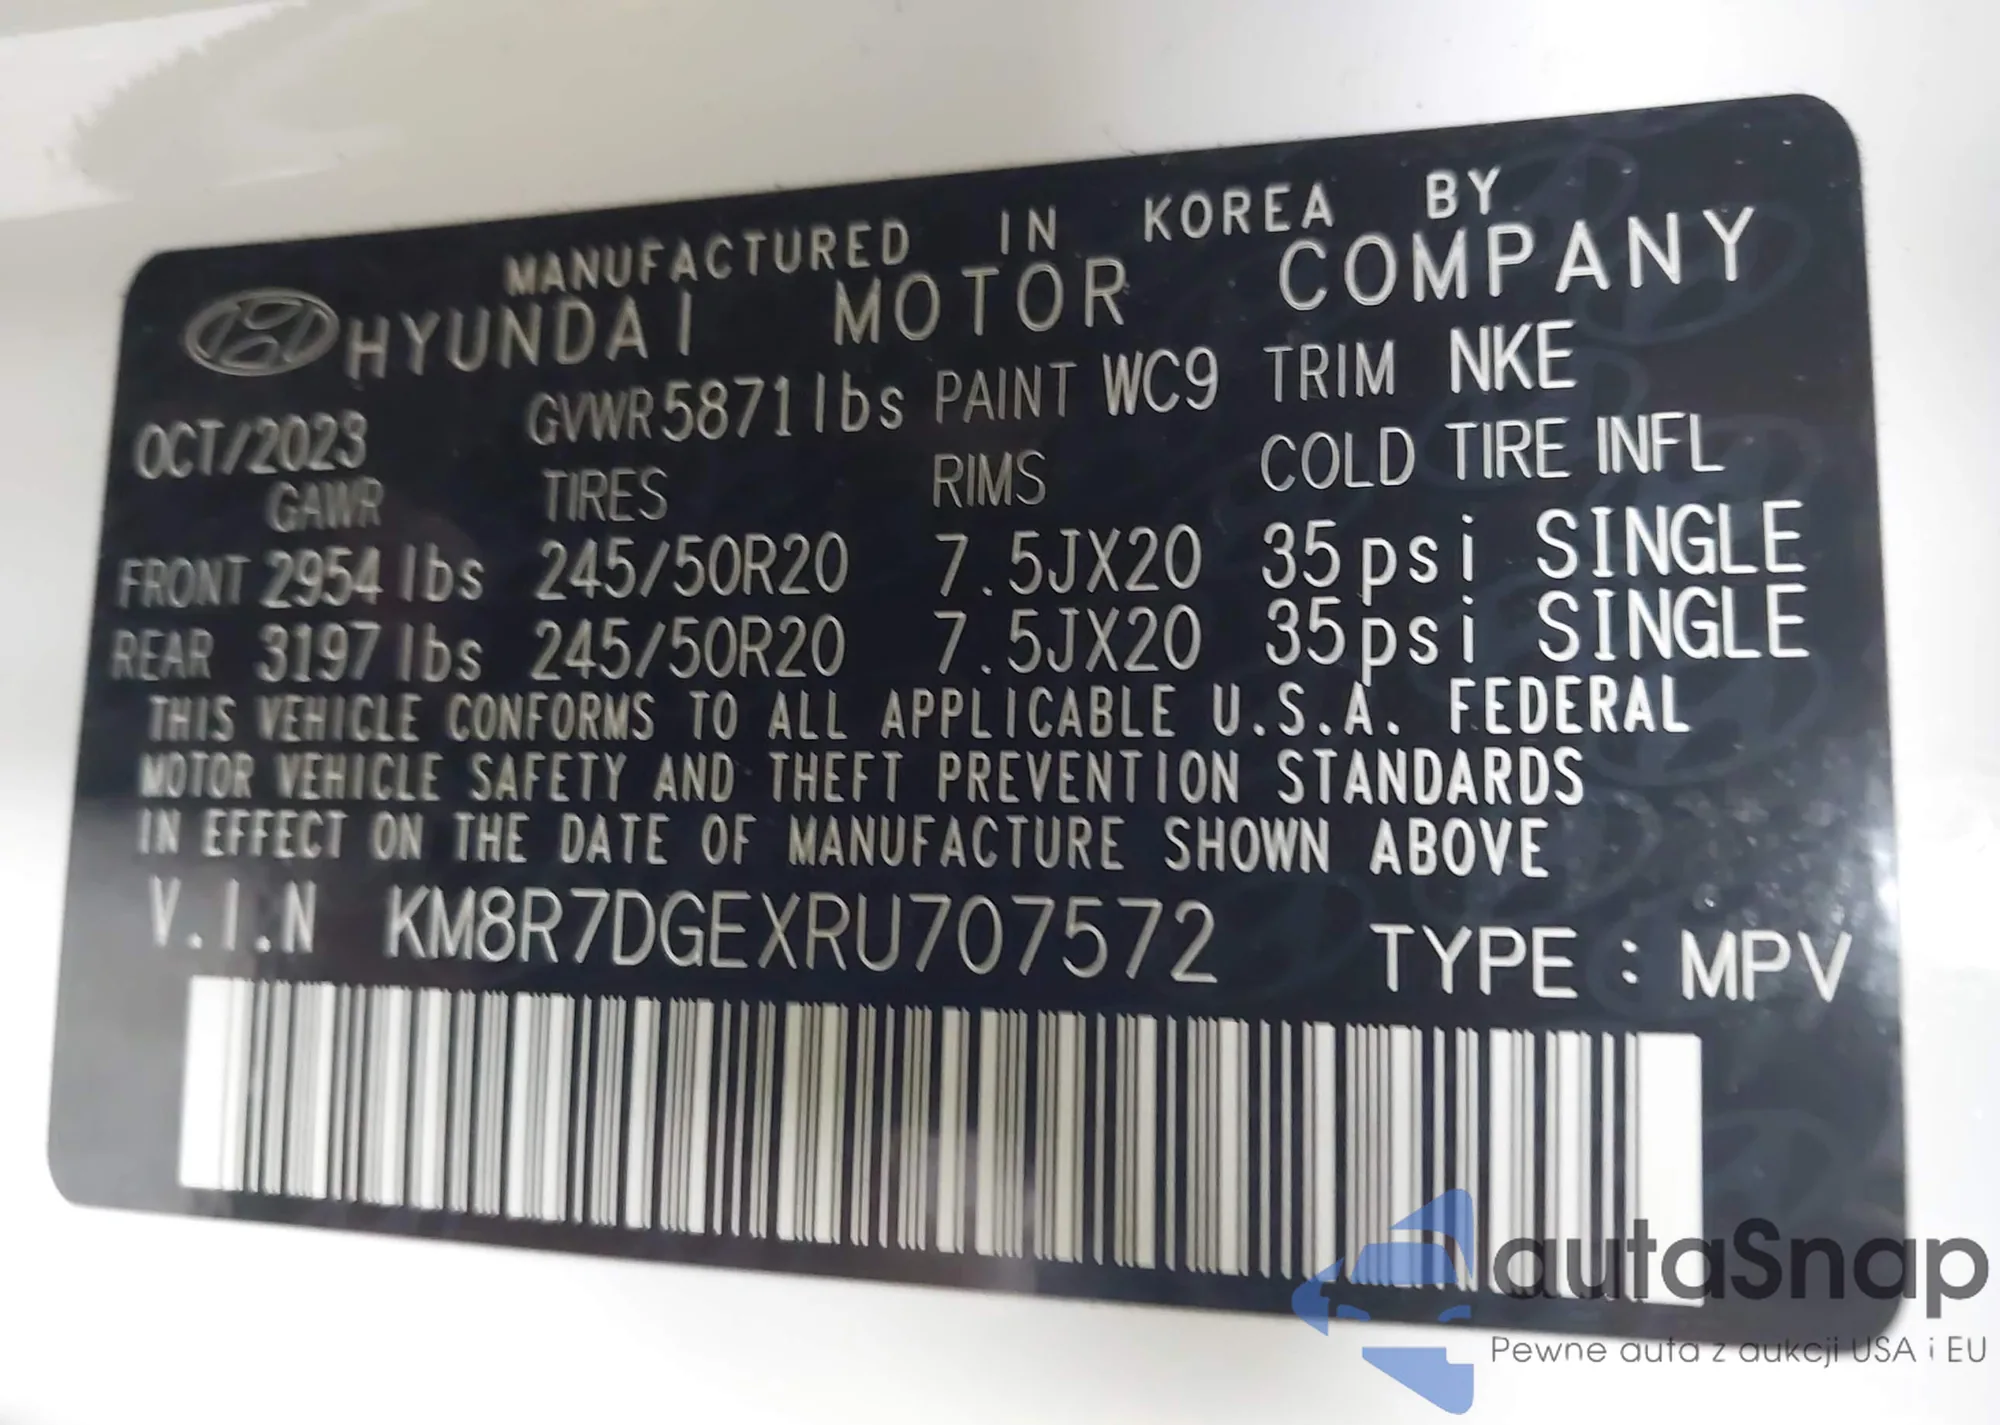 MANUFACTURED IN KOREA BY
HYUNDAI MOTOR COMPANY
OCT/2023 GVWR 5871lbs PAINT WC9 TRIM NKE
GAWR TIRES RIMS COLD TIRE INFL
FRONT 2954 lbs 245/50R20 7.5JX20 35psi SINGLE
REAR 3197 lbs 245/50R20 7.5JX20 35psi SINGLE
THIS VEHICLE CONFORMS TO ALL APPLICABLE U.S.A. FEDERAL
MOTOR VEHICLE SAFETY AND THEFT PREVENTION STANDARDS
IN EFFECT ON THE DATE OF MANUFACTURE SHOWN ABOVE
V.I.N KM8R7DGEXRU707572 TYPE : MPV
autaSnap
Pewne auta z aukcji USA i EU